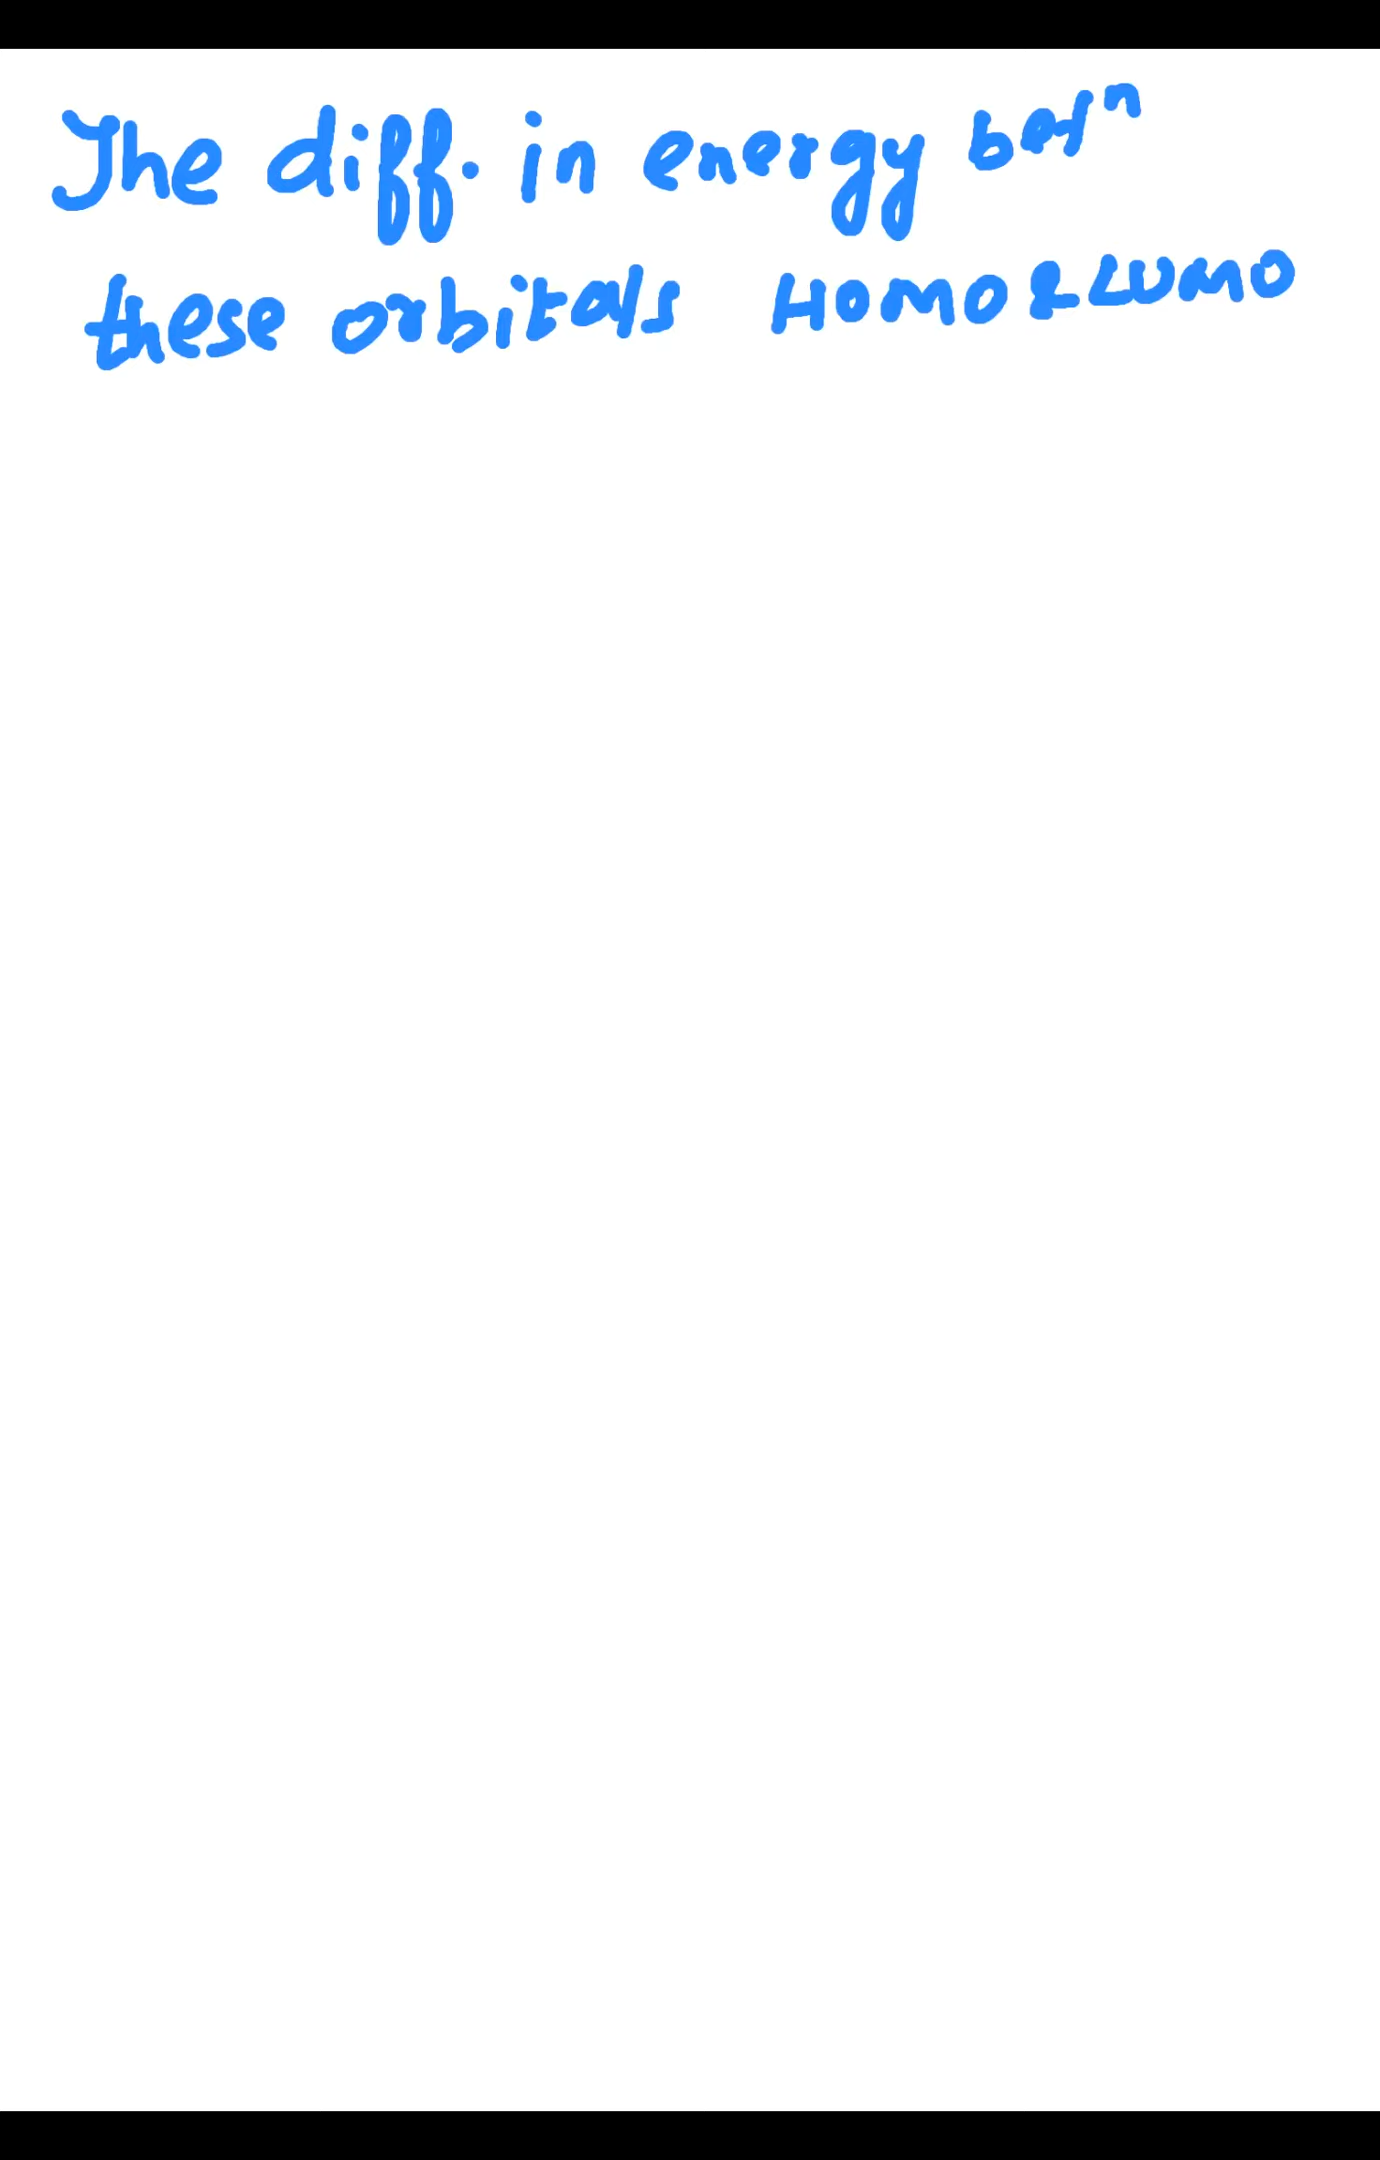 The diff. in energy betⁿ
these orbitals HOMO & LUMO